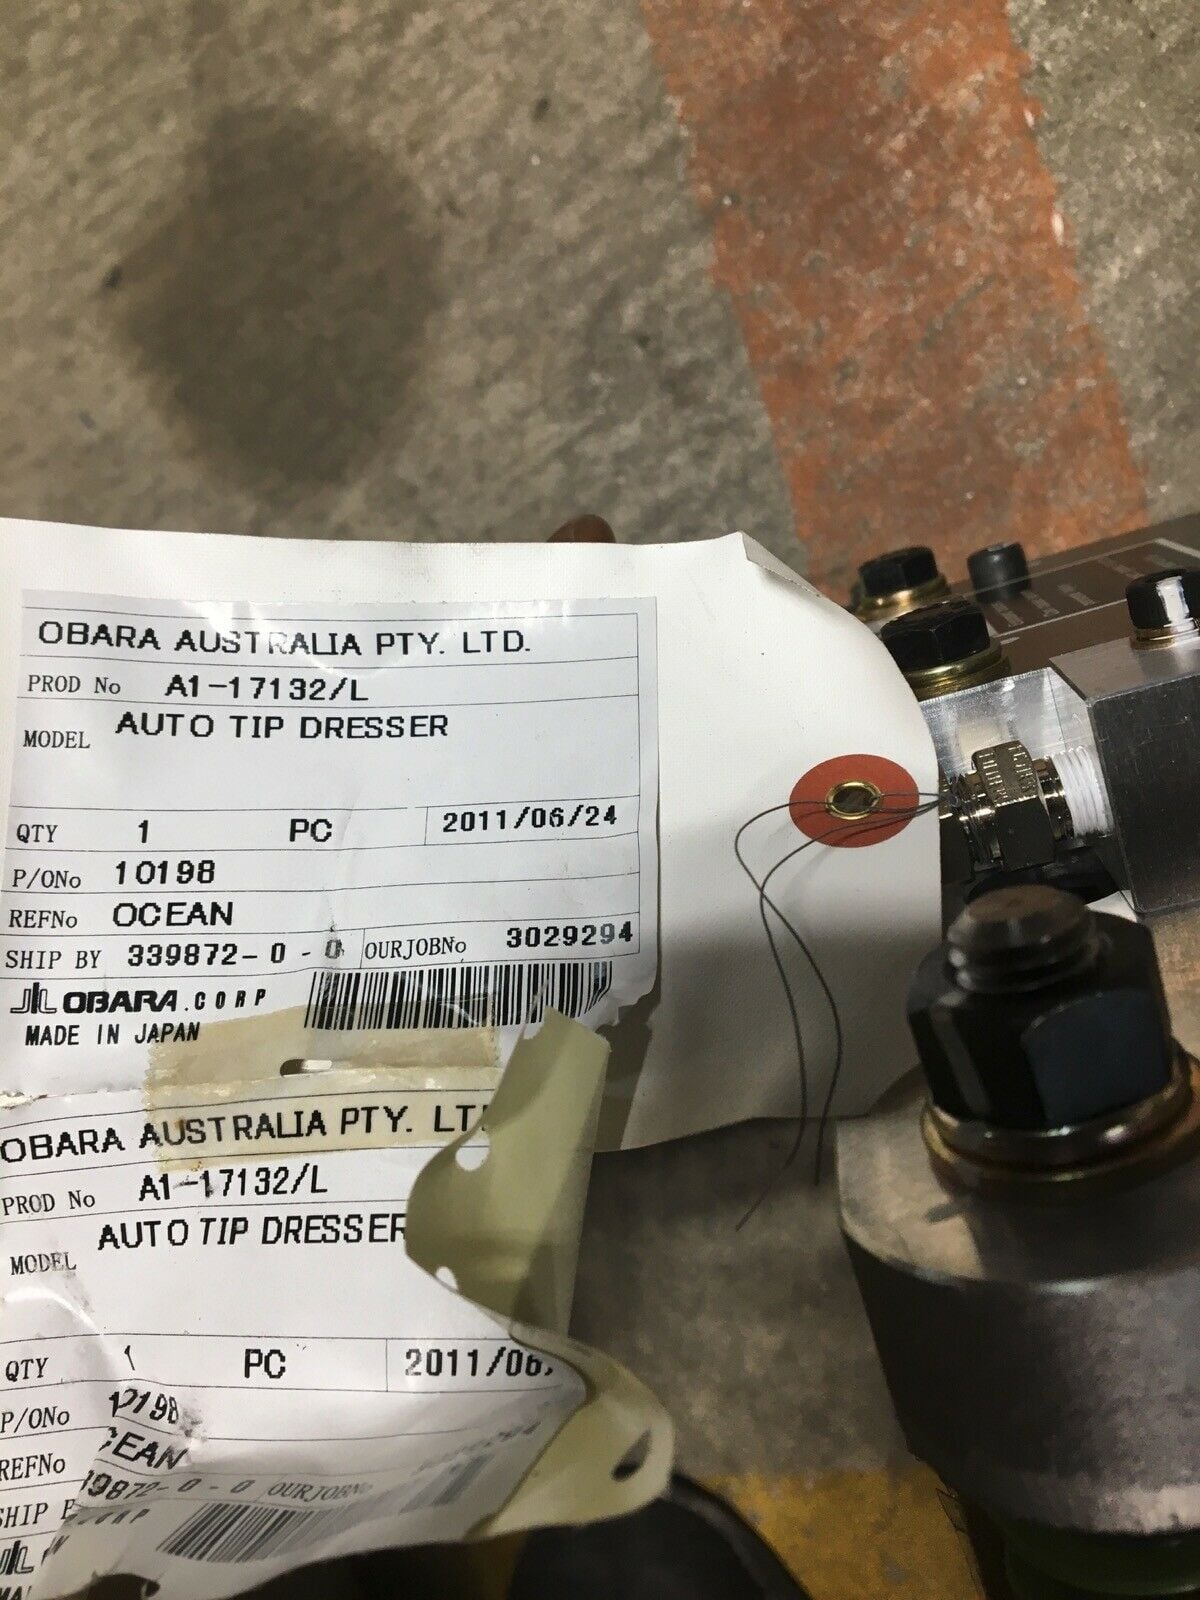 OBARA AUSTRALIA PTY. LTD.
PROD No A1-17132/L
MODEL AUTO TIP DRESSER
QTY 1 PC 2011/06/24
P/ONo 10198
REFNo OCEAN
SHIP BY 339872-0-0 OURJOBNo 3029294
OBARA.CORP
MADE IN JAPAN
OBARA AUSTRALIA PTY.
PROD No A1-17132/L
MODEL AUTO TIP DRESSER
QTY 1 PC 2011/06
P/ONo
REFNo
SHIP
OURJOBNo